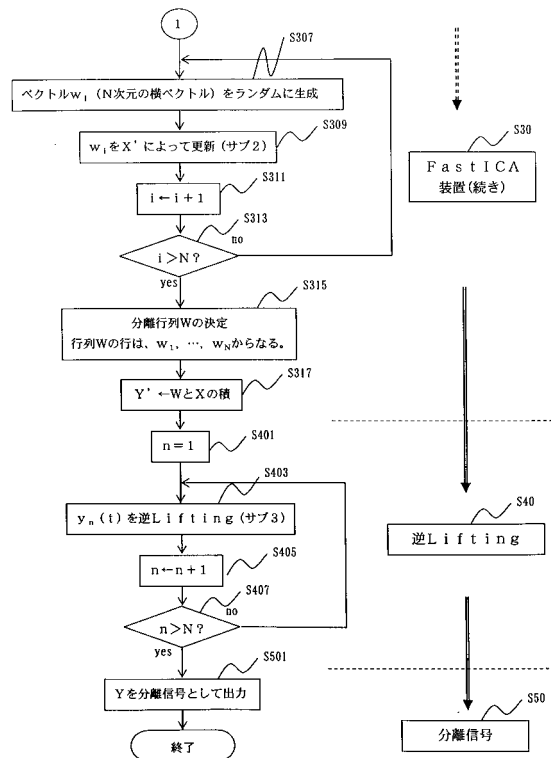 1
S307
ベクトルw₁（N次元の横ベクトル）をランダムに生成
S309
w₁をX'によって更新（サブ2）
S311
i←i+1
S313
i>N?
no
yes
S315
分離行列Wの決定
行列Wの行は、w₁，…，wNからなる。
S317
Y'←WとXの積
n=1
S401
S403
yₙ(t)を逆Lifting（サブ3）
S405
n←n+1
S407
n>N?
no
yes
S501
Yを分離信号として出力
終了
S30
FastICA
装置(続き)
S40
逆Lifting
S50
分離信号